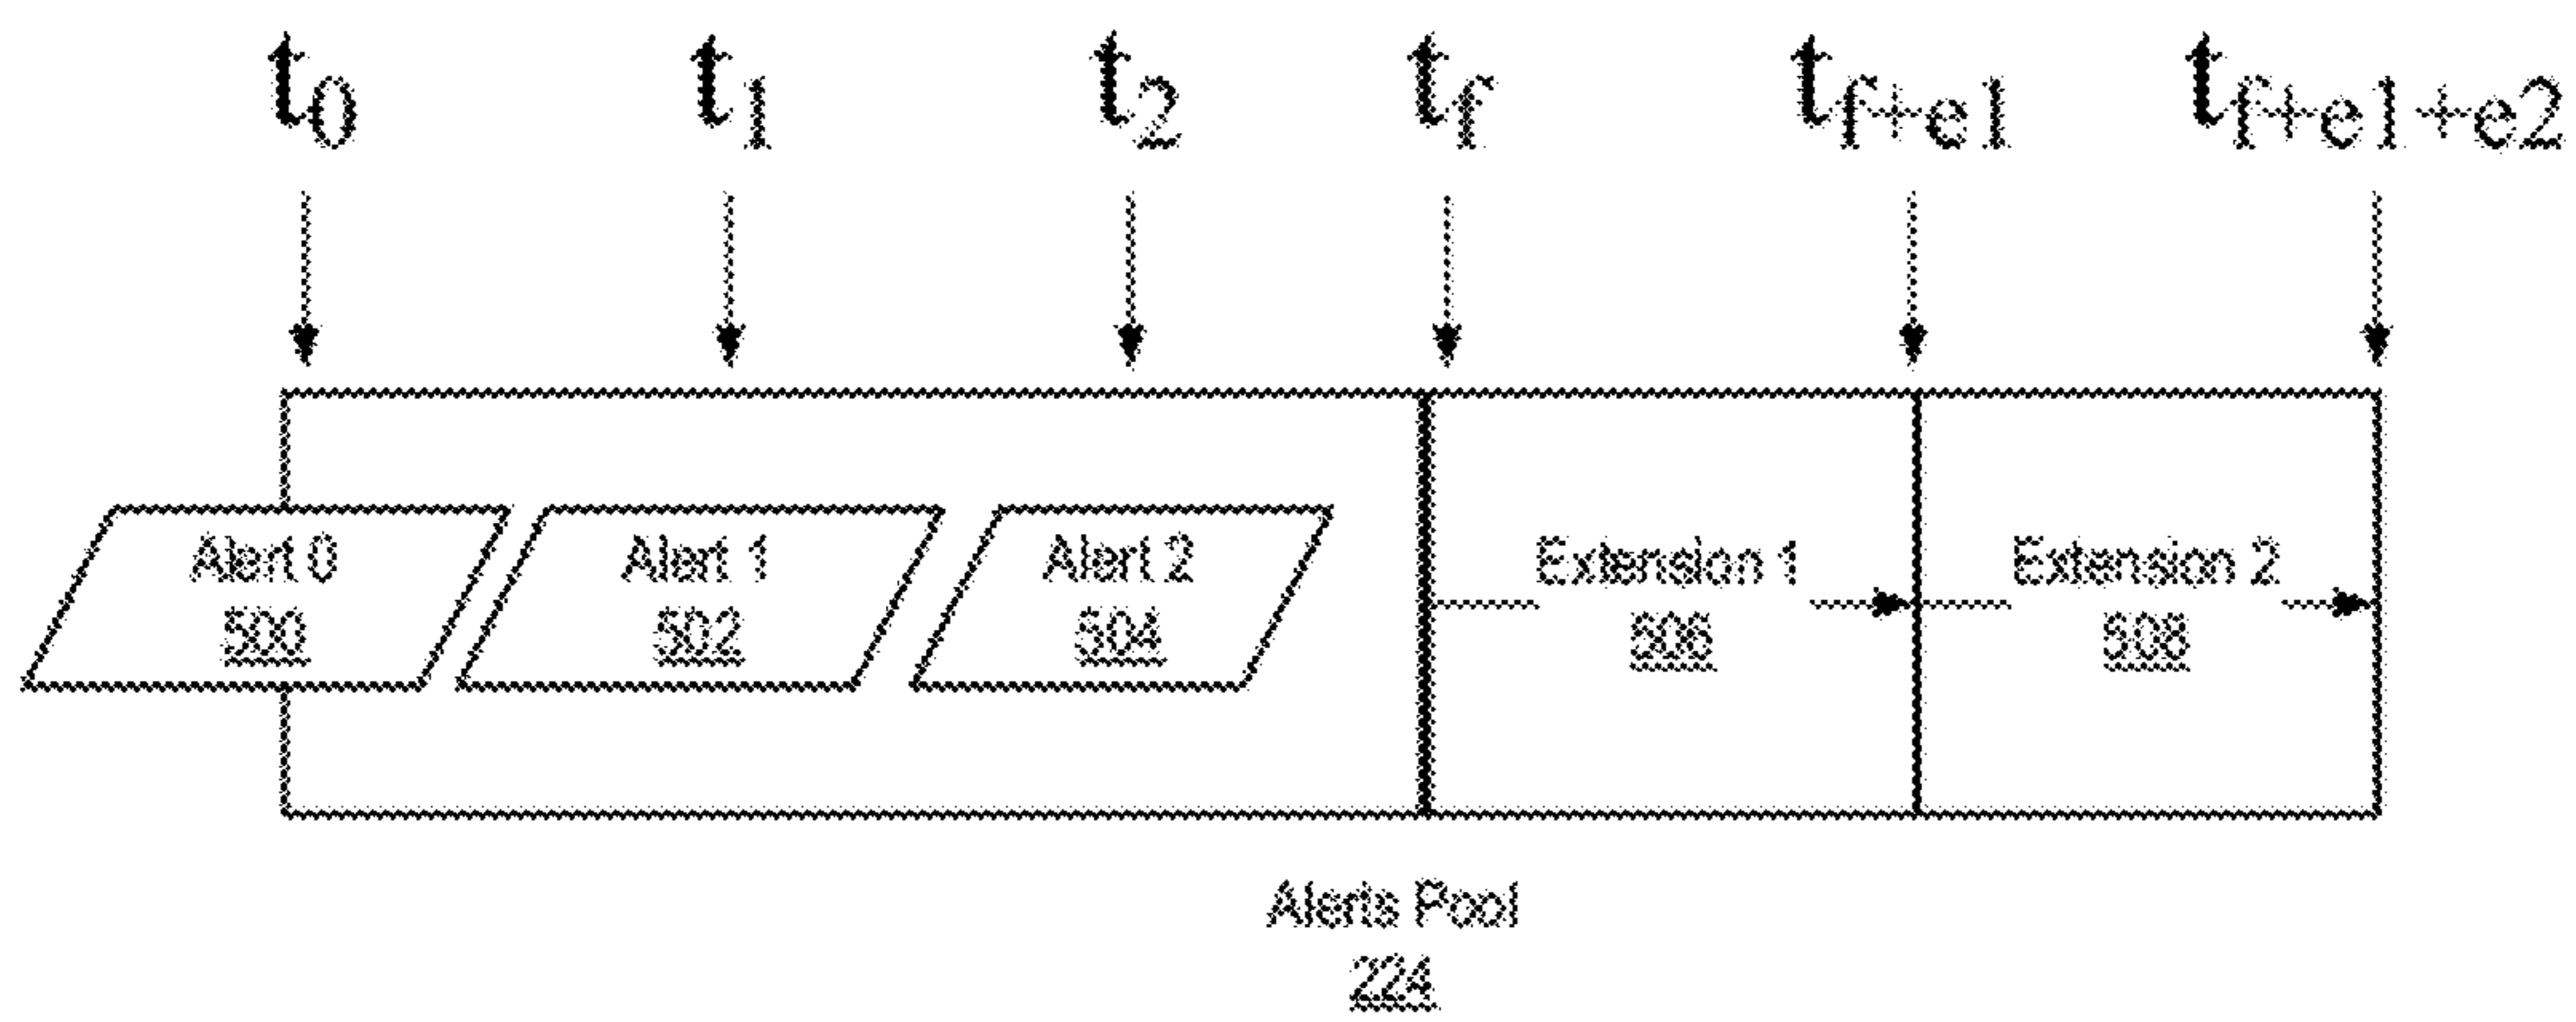 t0 t1 t2 tf tf+e1 tf+e1+e2
Alert 0 Alert 1 Alert 2 Extension 1 Extension 2
500 502 504 506 508
Alerts Pool
224